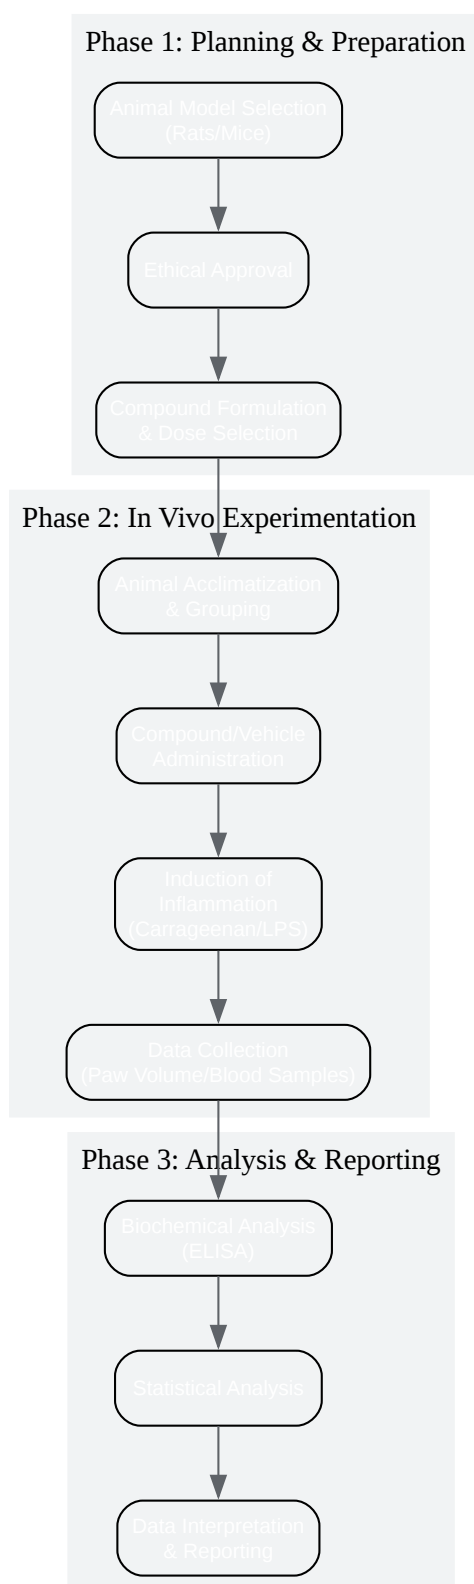 Phase 1: Planning & Preparation
Animal Model Selection
(Rats/Mice)
Ethical Approval
Compound Formulation
& Dose Selection
Phase 2: In Vivo Experimentation
Animal Acclimatization
& Grouping
Compound/Vehicle
Administration
Induction of
Inflammation
(Carrageenan/LPS)
Data Collection
(Paw Volume/Blood Samples)
Phase 3: Analysis & Reporting
Biochemical Analysis
(ELISA)
Statistical Analysis
Data Interpretation
& Reporting